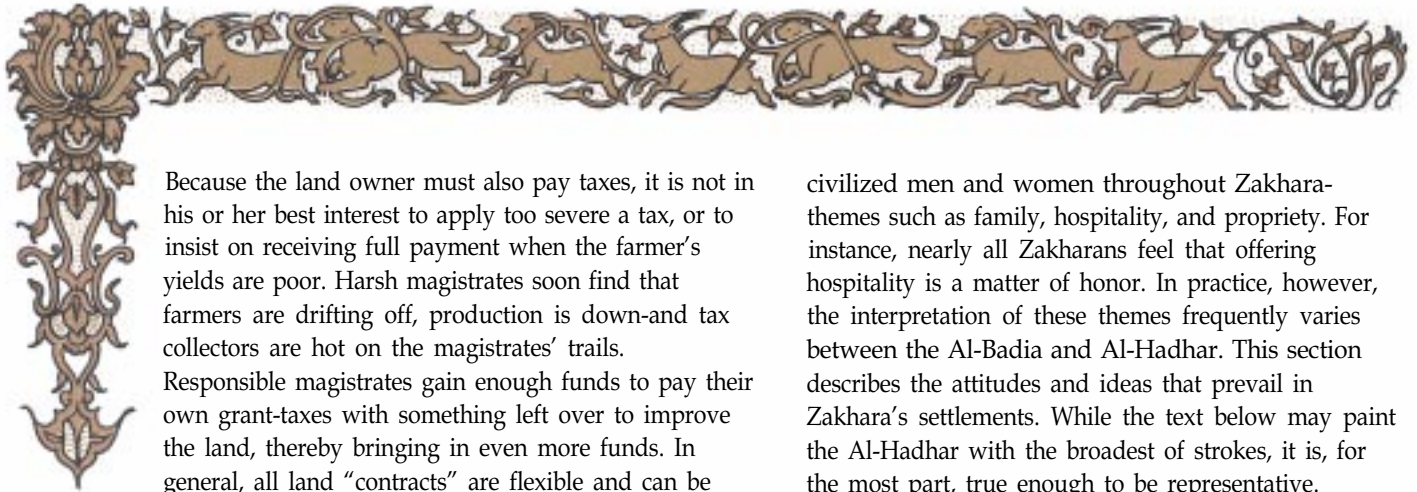 Because the land owner must also pay taxes, it is not in
his or her best interest to apply too severe a tax, or to
insist on receiving full payment when the farmer's
yields are poor. Harsh magistrates soon find that
farmers are drifting off, production is down-and tax
collectors are hot on the magistrates' trails.
Responsible magistrates gain enough funds to pay their
own grant-taxes with something left over to improve
the land, thereby bringing in even more funds. In
general, all land “contracts” are flexible and can be
civilized men and women throughout Zakhara-
themes such as family, hospitality, and propriety. For
instance, nearly all Zakharans feel that offering
hospitality is a matter of honor. In practice, however,
the interpretation of these themes frequently varies
between the Al-Badia and Al-Hadhar. This section
describes the attitudes and ideas that prevail in
Zakhara's settlements. While the text below may paint
the Al-Hadhar with the broadest of strokes, it is, for
the most part, true enough to be representative.